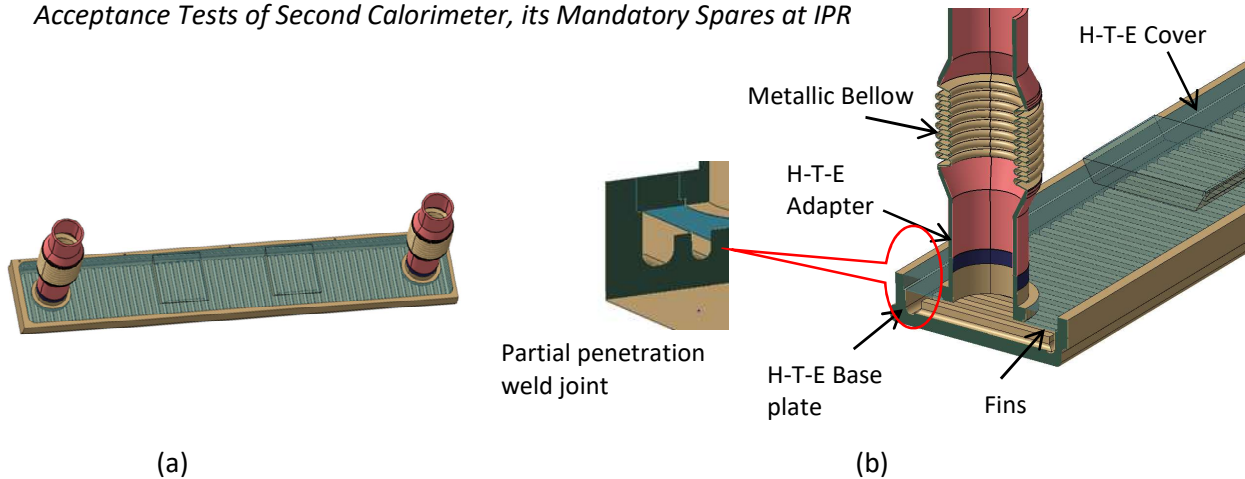 Acceptance Tests of Second Calorimeter, its Mandatory Spares at IPR
H-T-E Cover
Metallic Bellow
H-T-E
Adapter
Partial penetration
weld joint
H-T-E Base
plate
Fins
(a)
(b)